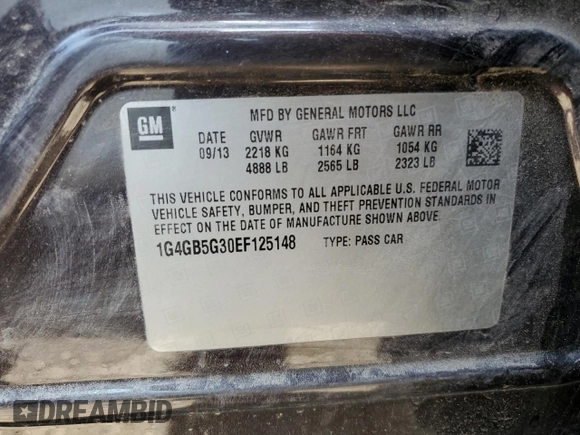 GM
MFD BY GENERAL MOTORS LLC
DATE GVWR GAWR FRT GAWR RR
09/13 2218 KG 1164 KG 1054 KG
4888 LB 2565 LB 2323 LB
THIS VEHICLE CONFORMS TO ALL APPLICABLE U.S. FEDERAL MOTOR
VEHICLE SAFETY, BUMPER, AND THEFT PREVENTION STANDARDS IN
EFFECT ON THE DATE OF MANUFACTURE SHOWN ABOVE.
1G4GB5G30EF125148 TYPE: PASS CAR
DREAMBID